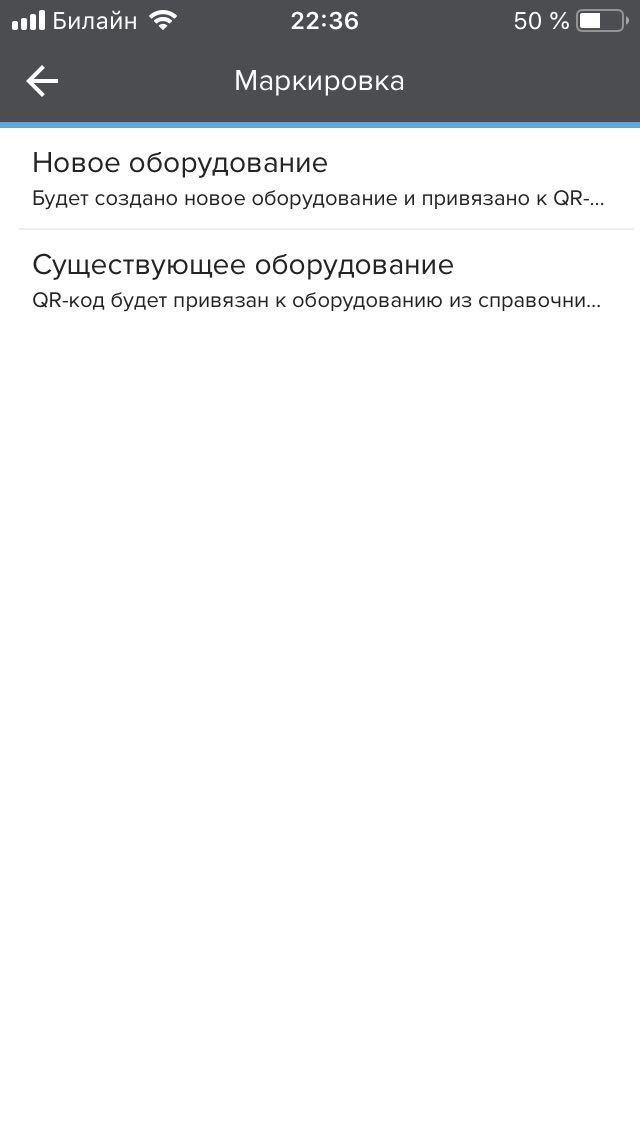 Билайн 22:36 50 %
Маркировка
Новое оборудование
Будет создано новое оборудование и привязано к QR-...
Существующее оборудование
QR-код будет привязан к оборудованию из справочни...